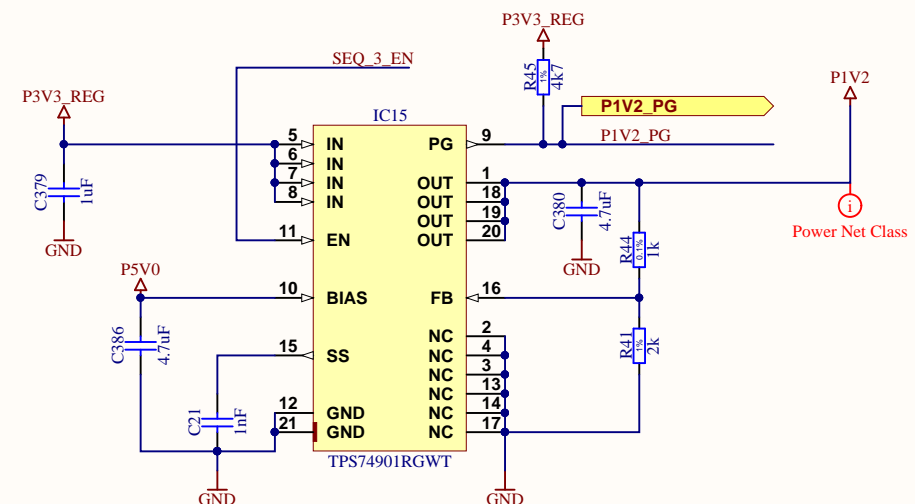 P3V3_REG
SEQ_3_EN
R45
1%
4k7
P1V2
P3V3_REG
P1V2_PG
IC15
5 IN PG 9 P1V2_PG
6 IN
7 IN OUT 1
8 IN OUT 18
OUT 19
11 EN OUT 20
C379
1uF
GND
C380
4.7uF
GND
R44
0.1%
1k
i
Power Net Class
P5V0
10 BIAS FB 16
C386
4.7uF
NC 2
15 SS NC 4
NC 3
NC 13
12 GND NC 14
21 GND NC 17
R41
1%
2k
C21
1nF
TPS74901RGWT
GND
GND